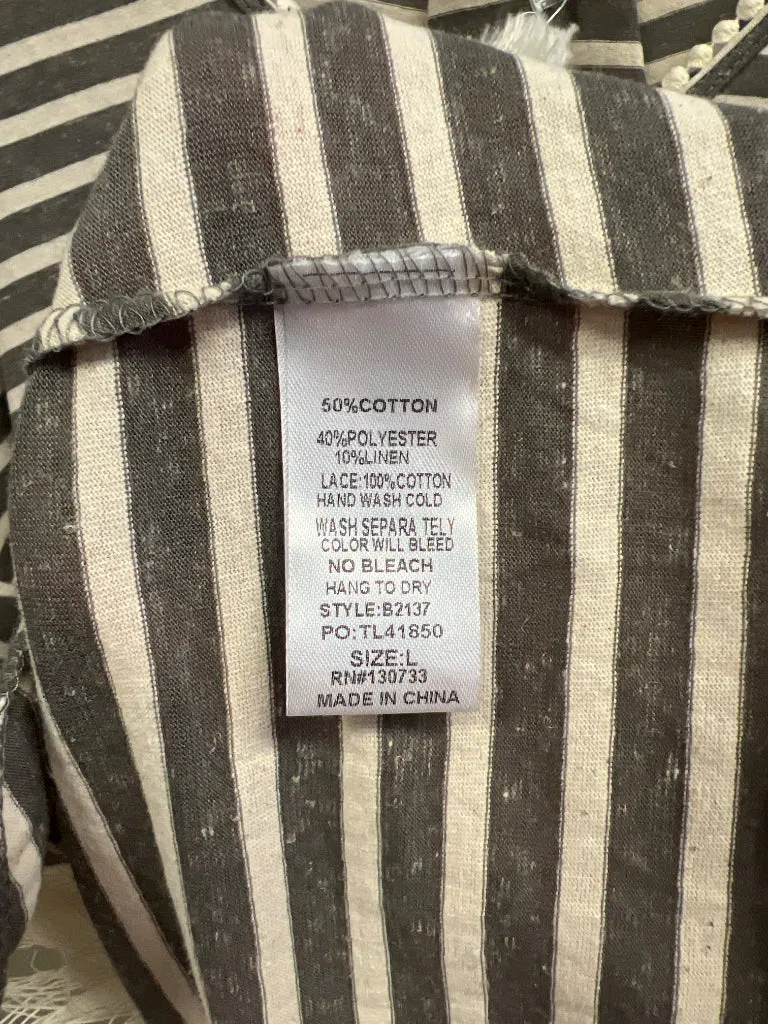 50%COTTON
40%POLYESTER
10%LINEN
LACE:100%COTTON
HAND WASH COLD
WASH SEPARA TELY
COLOR WILL BLEED
NO BLEACH
HANG TO DRY
STYLE:B2137
PO:TL41850
SIZE:L
RN#130733
MADE IN CHINA